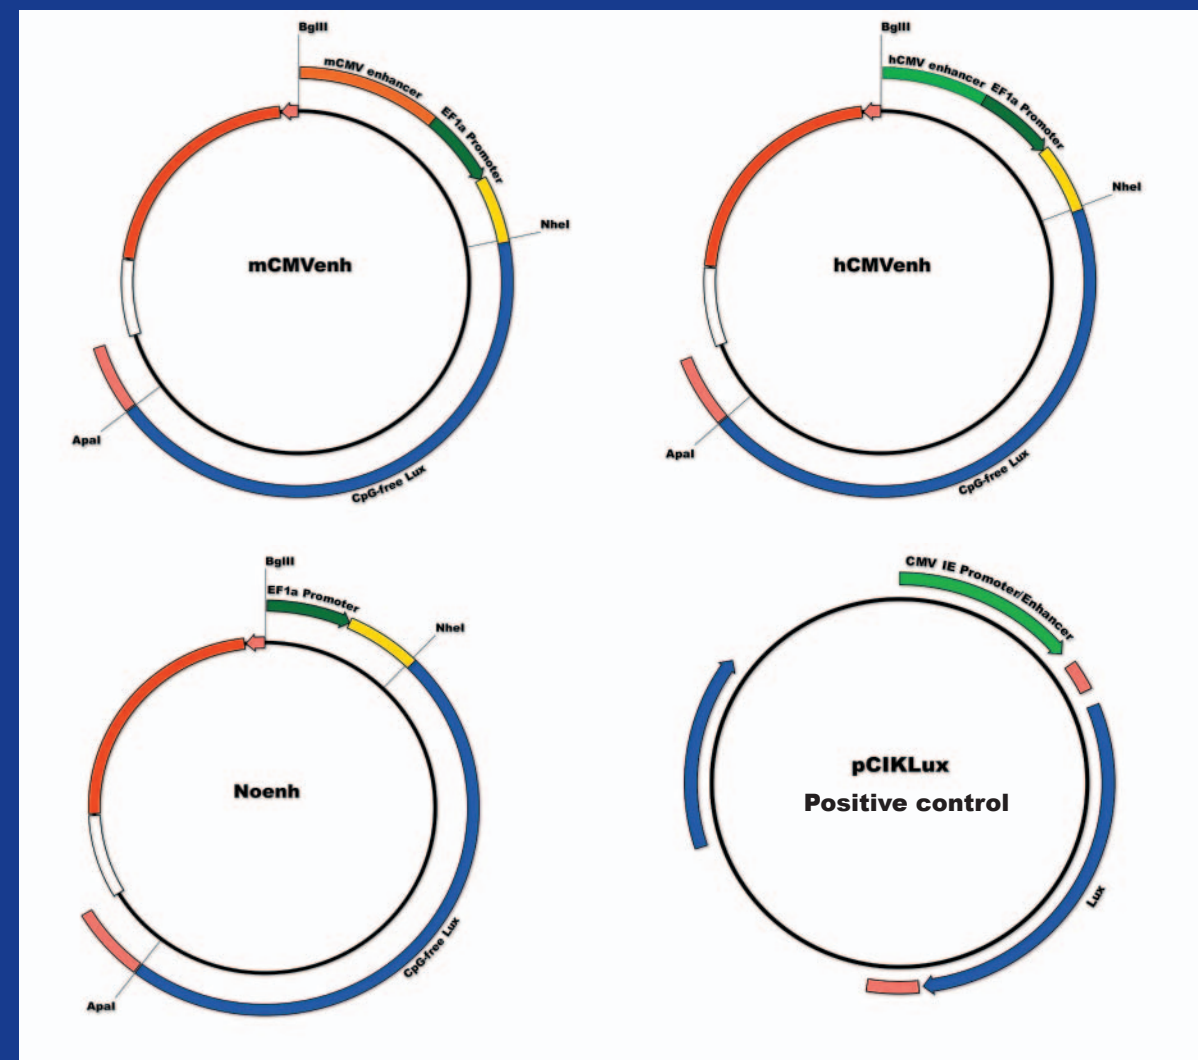 BglII
mCMV enhancer
EF1a Promoter
NheI
mCMVenh
ApaI
CpG-free Lux
BglII
hCMV enhancer
EF1a Promoter
NheI
hCMVenh
ApaI
CpG-free Lux
BglII
EF1a Promoter
NheI
Noenh
ApaI
CpG-free Lux
CMV IE Promoter/Enhancer
pCIKLux
Positive control
Lux